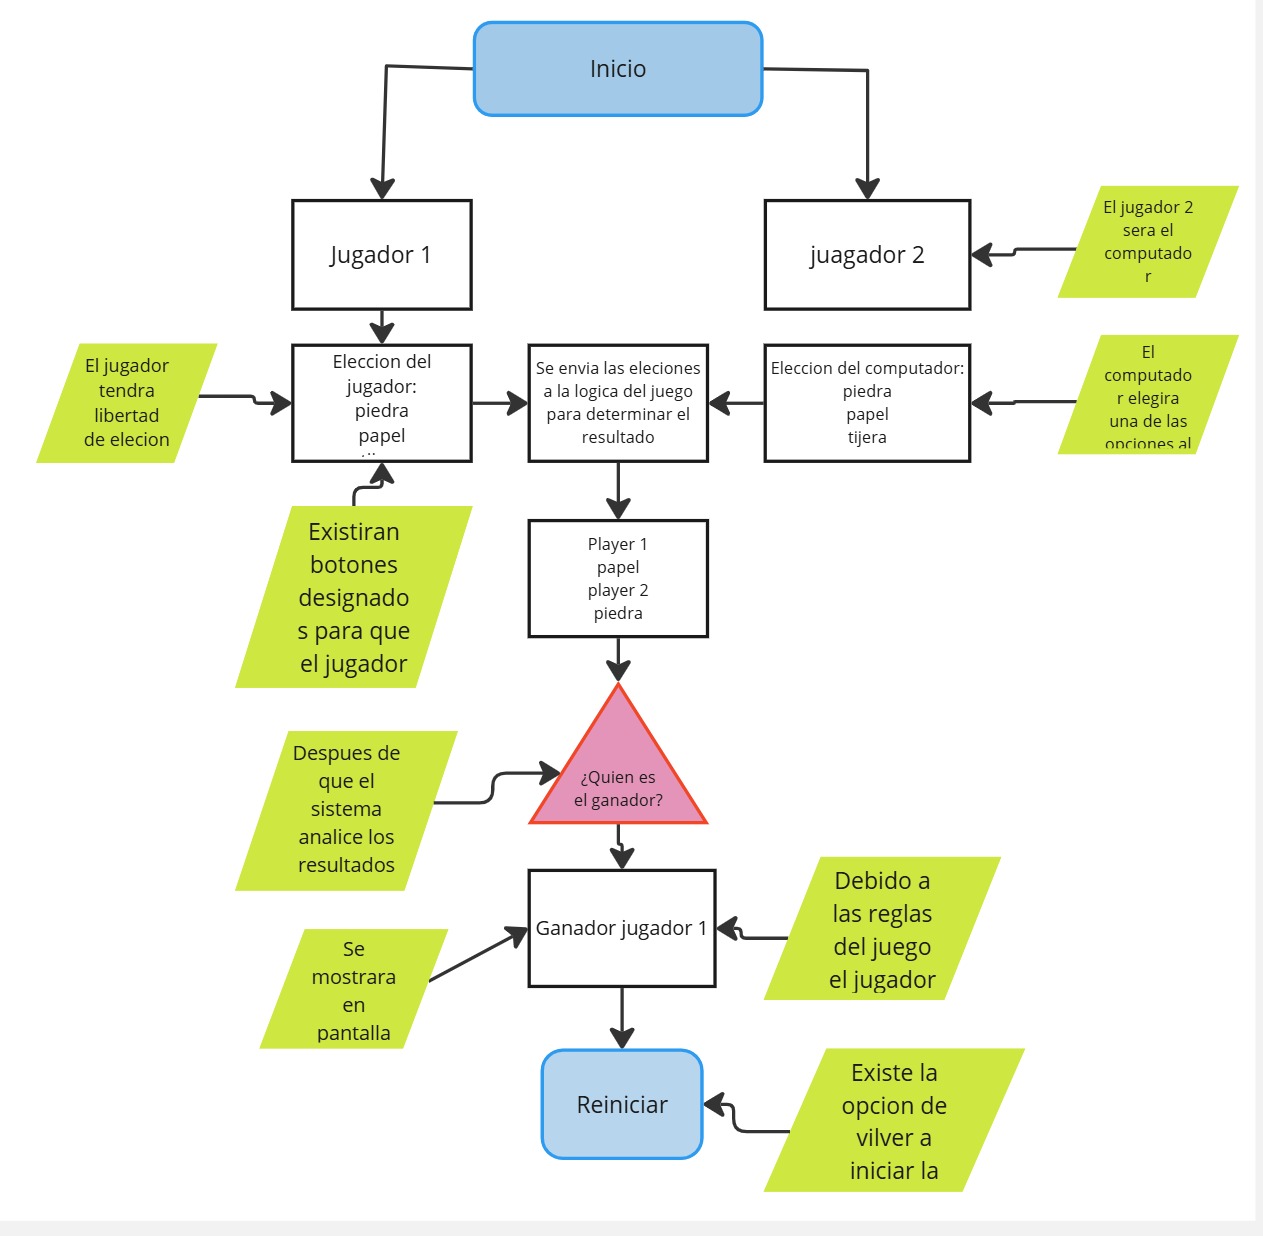 Inicio
Jugador 1
juagador 2
El jugador 2
sera el
computado
r
El jugador
tendra
libertad
de elecion
Eleccion del
jugador:
piedra
papel
Se envia las eleciones
a la logica del juego
para determinar el
resultado
Eleccion del computador:
piedra
papel
tijera
El
computado
r elegira
una de las
opciones al
Existiran
botones
designado
s para que
el jugador
Player 1
papel
player 2
piedra
Despues de
que el
sistema
analice los
resultados
¿Quien es
el ganador?
Se
mostrara
en
pantalla
Ganador jugador 1
Debido a
las reglas
del juego
el jugador
Reiniciar
Existe la
opcion de
vilver a
iniciar la